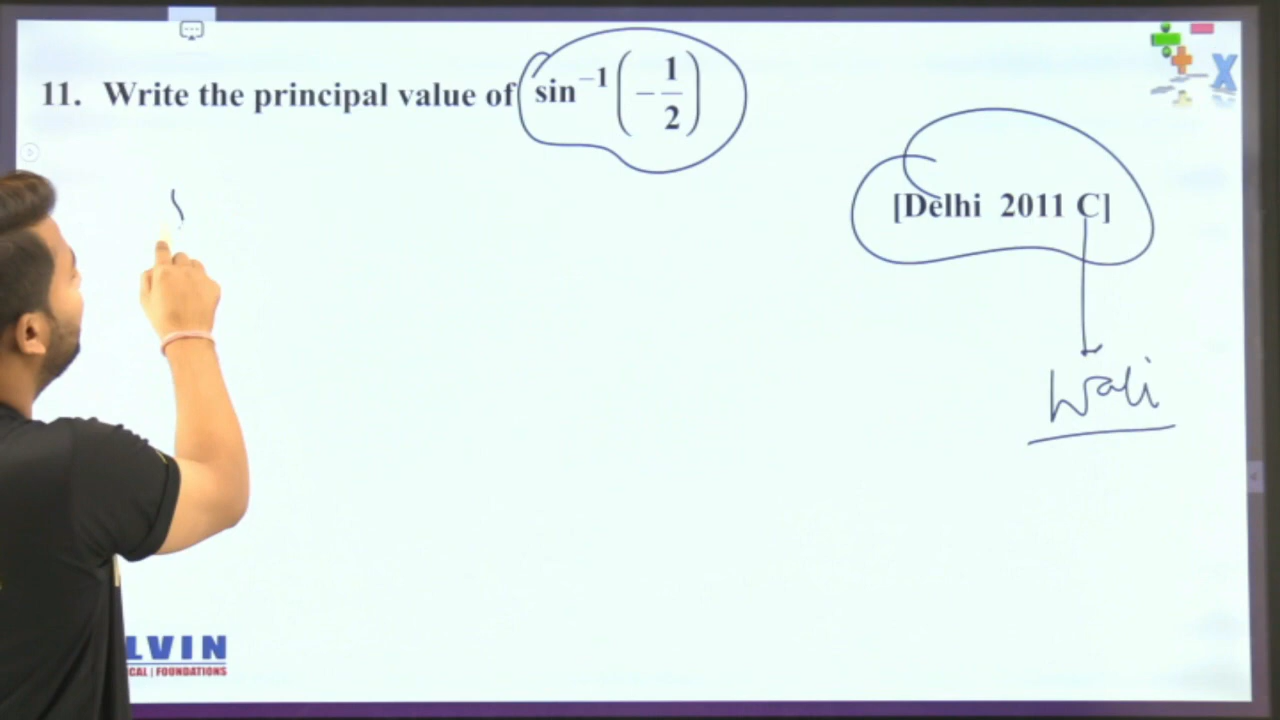 11. Write the principal value of sin⁻¹(−1/2)
[Delhi 2011 C]
Wali
LVIN
CAL | FOUNDATIONS